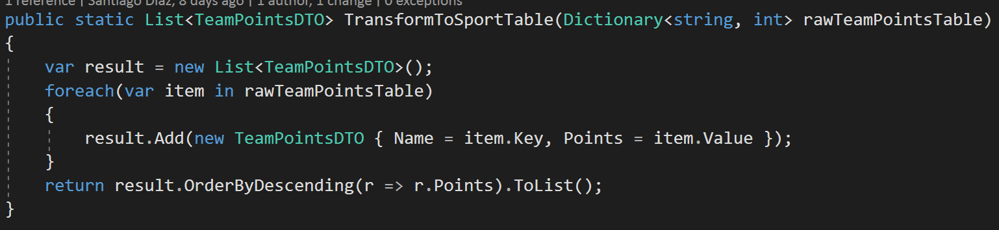 1 reference | Santiago Díaz, 8 days ago | 1 author, 1 change | 0 exceptions
public static List<TeamPointsDTO> TransformToSportTable(Dictionary<string, int> rawTeamPointsTable)
{
    var result = new List<TeamPointsDTO>();
    foreach(var item in rawTeamPointsTable)
    {
        result.Add(new TeamPointsDTO { Name = item.Key, Points = item.Value });
    }
    return result.OrderByDescending(r => r.Points).ToList();
}